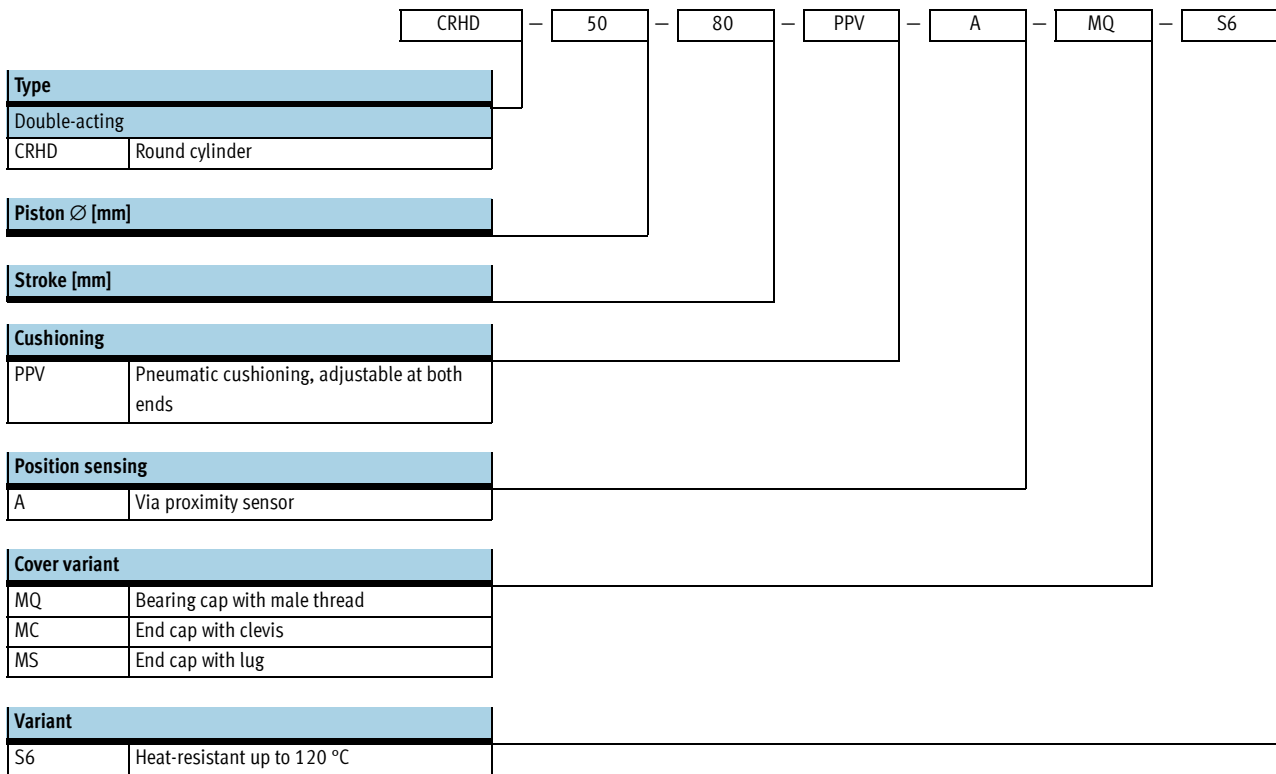 CRHD — 50 — 80 — PPV — A — MQ — S6
Type
Double-acting
CRHD Round cylinder
Piston ∅ [mm]
Stroke [mm]
Cushioning
PPV Pneumatic cushioning, adjustable at both
ends
Position sensing
A Via proximity sensor
Cover variant
MQ Bearing cap with male thread
MC End cap with clevis
MS End cap with lug
Variant
S6 Heat-resistant up to 120 °C